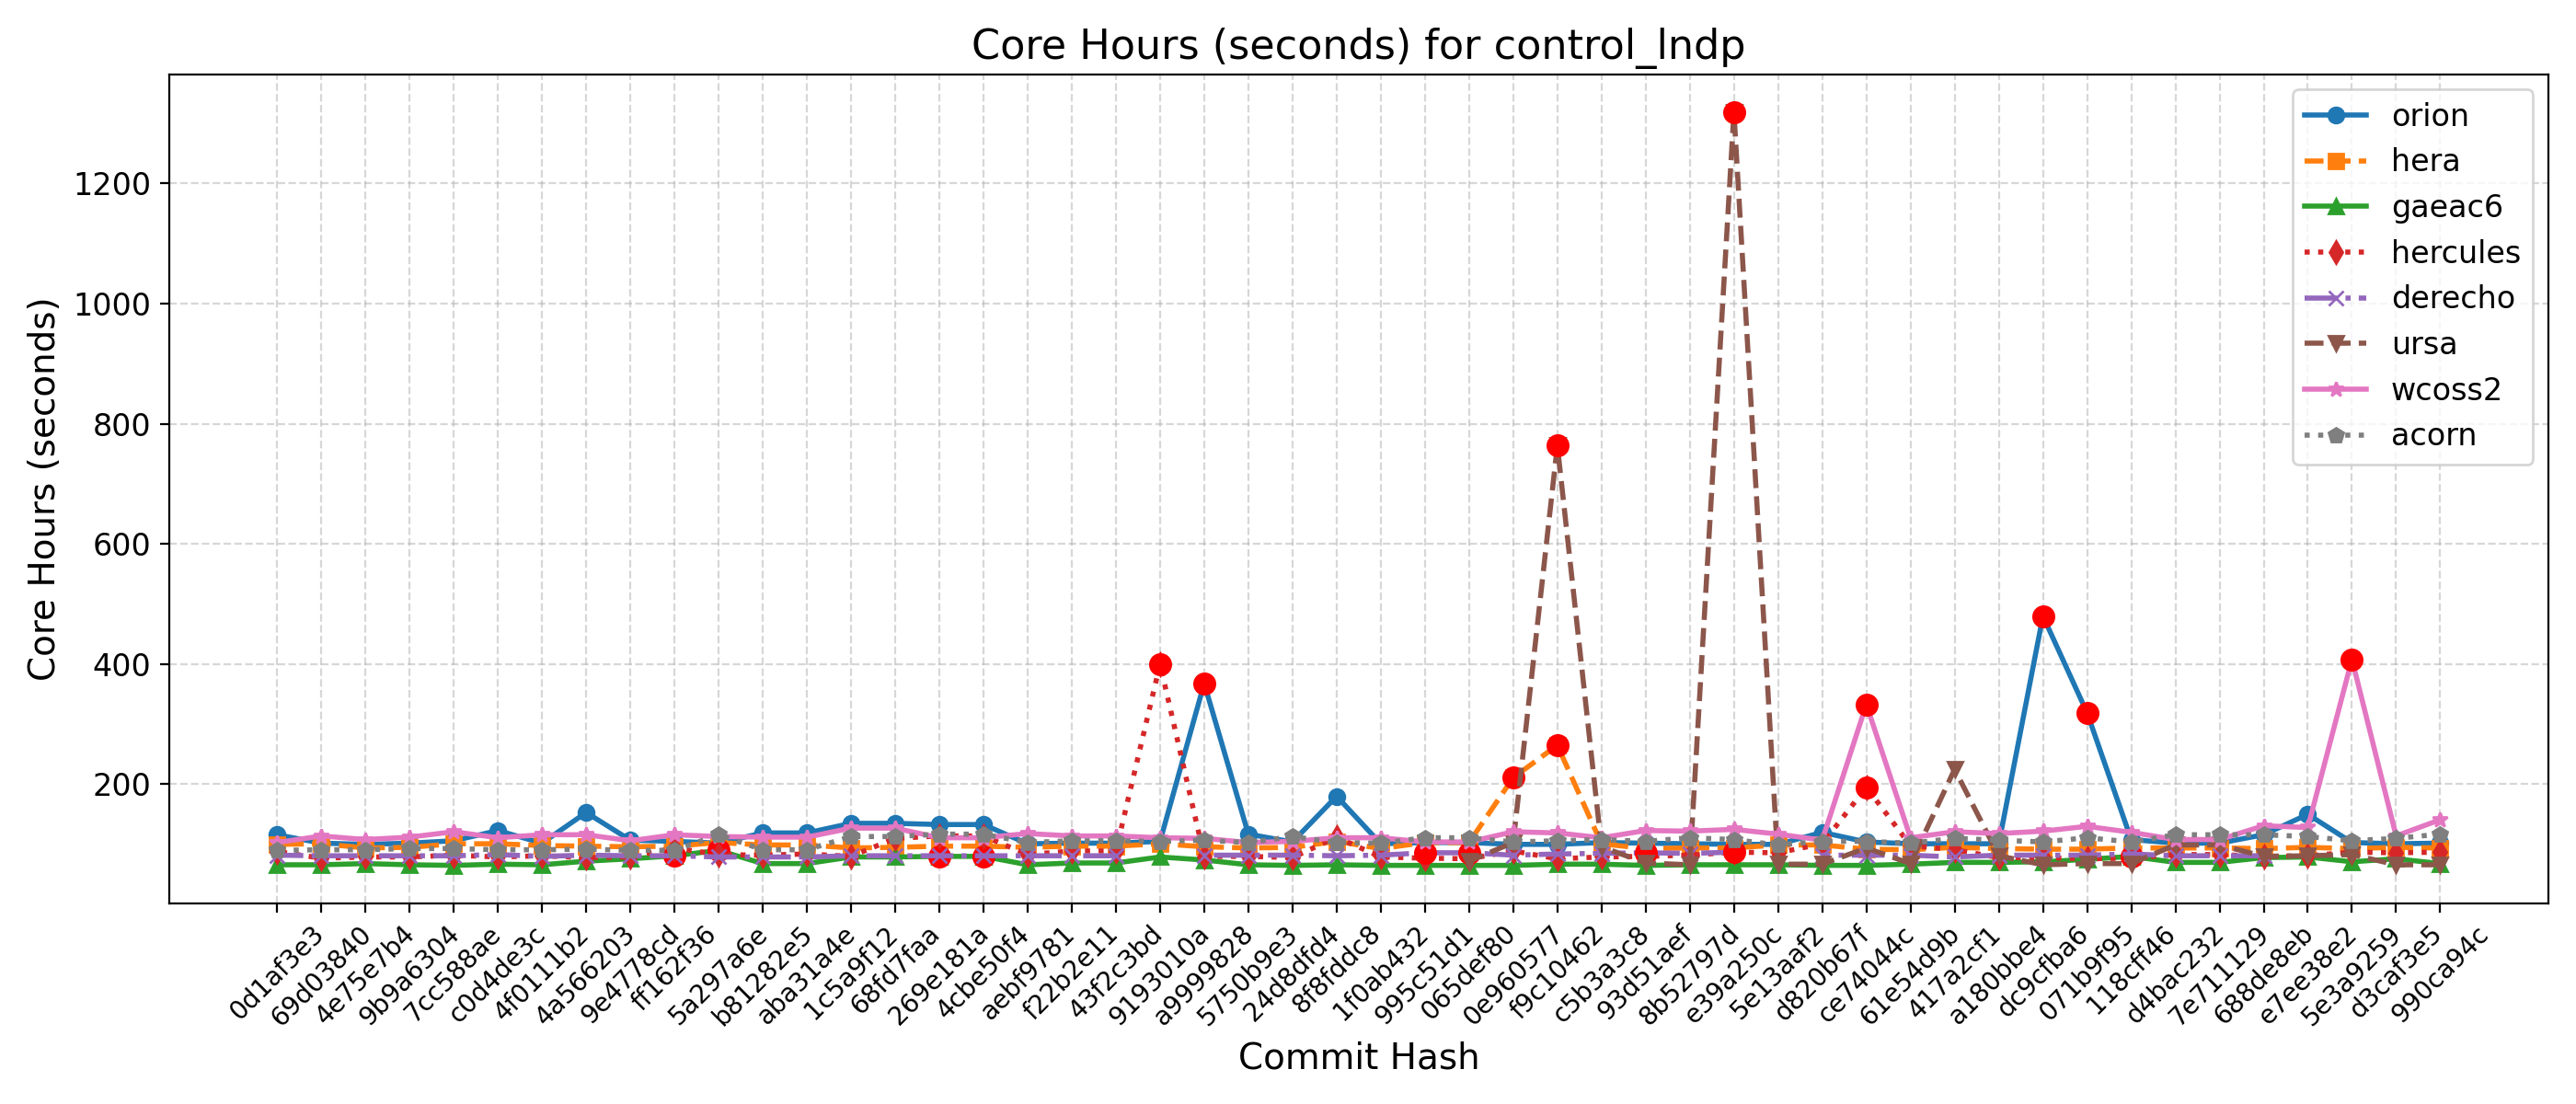 Core Hours (seconds) for control_lndp
Core Hours (seconds)
1200
1000
800
600
400
200
orion
hera
gaeac6
hercules
derecho
ursa
wcoss2
acorn
0d1af3e3
69d03840
4e75e7b4
9b9a6304
7cc588ae
c0d4de3c
4f0111b2
4a566203
9e4778cd
ff162f36
5a297a6e
b81282e5
aba31a4e
1c5a9f12
68fd7faa
269e181a
4cbe50f4
aebf9781
f22b2e11
43f2c3bd
9193010a
a9999828
5750b9e3
24d8dfd4
8f8fddc8
1f0ab432
995c51d1
065def80
0e960577
f9c10462
c5b3a3c8
93d51aef
8b52797d
e39a250c
5e13aaf2
d820b67f
ce74044c
61e54d9b
417a2cf1
a180bbe4
dc9cfba6
071b9f95
118cff46
d4bac232
7e711129
688de8eb
e7ee38e2
5e3a9259
d3caf3e5
990ca94c
Commit Hash